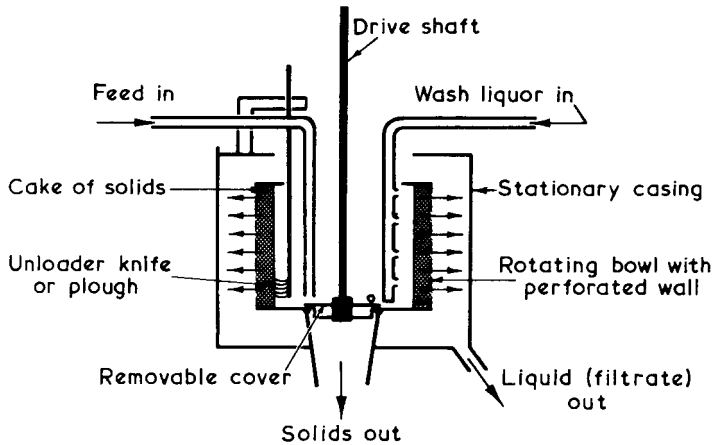 Drive shaft
Feed in
Wash liquor in
Cake of solids
Stationary casing
Unloader knife
or plough
Rotating bowl with
perforated wall
Removable cover
Liquid (filtrate)
out
Solids out